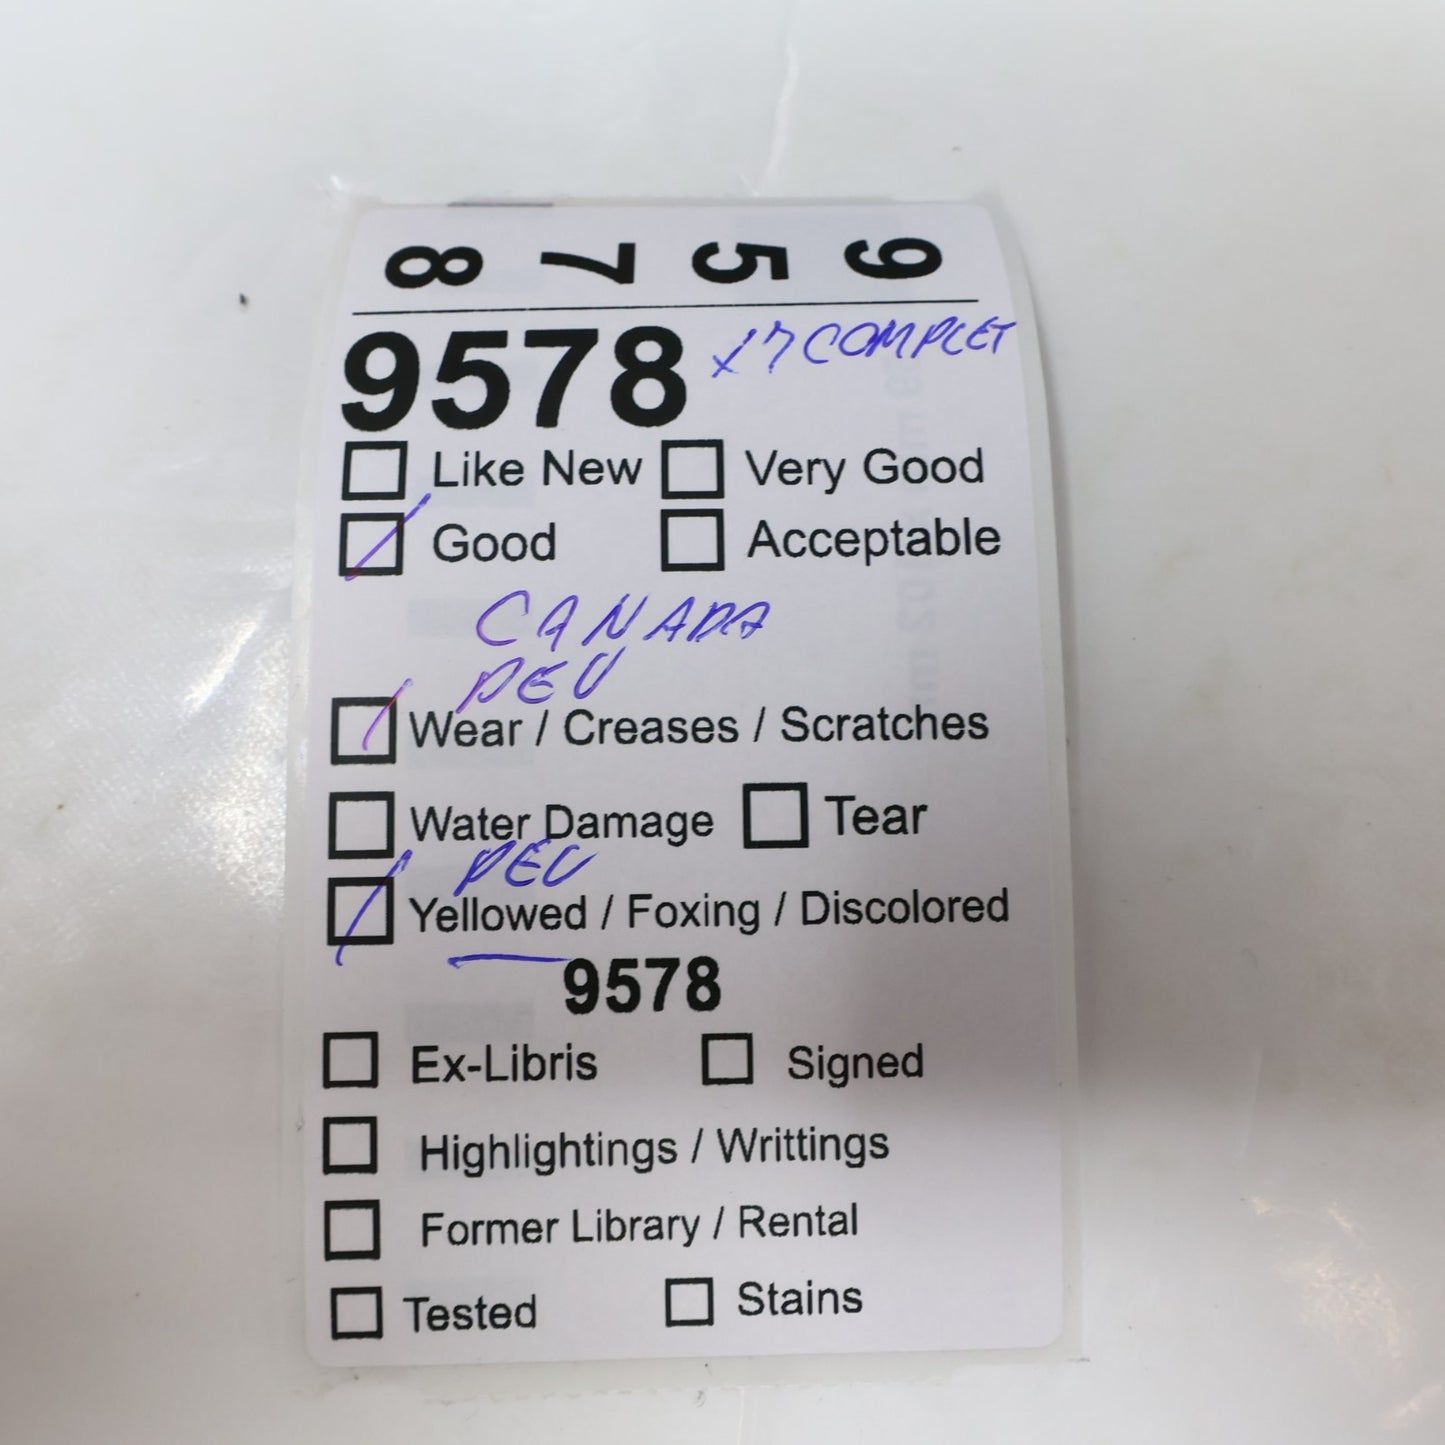 9 5 7 8
9578 x7 COMPLET
Like New Very Good
Good Acceptable
CANADA
PEU
Wear / Creases / Scratches
Water Damage Tear
PEU
Yellowed / Foxing / Discolored
9578
Ex-Libris Signed
Highlightings / Writtings
Former Library / Rental
Tested Stains